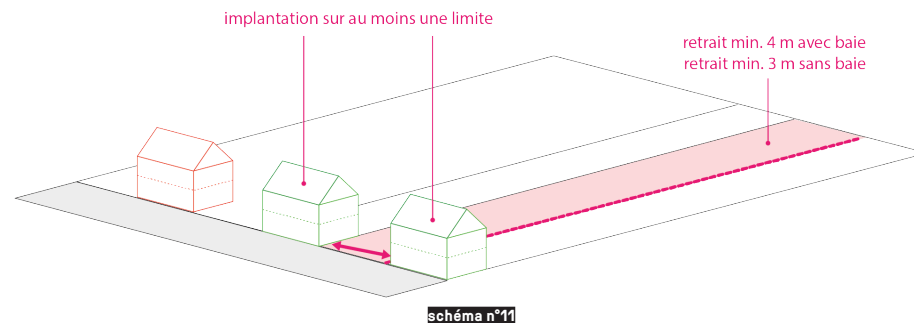 implantation sur au moins une limite
retrait min. 4 m avec baie
retrait min. 3 m sans baie
schéma n°11